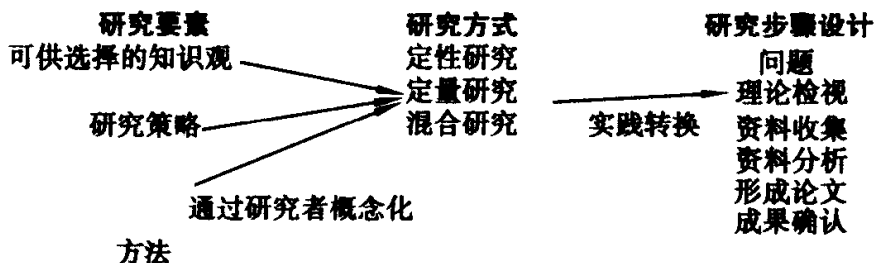 研究要素
可供选择的知识观
研究策略
通过研究者概念化
方法
研究方式
定性研究
定量研究
混合研究
实践转换
研究步骤设计
问题
理论检视
资料收集
资料分析
形成论文
成果确认